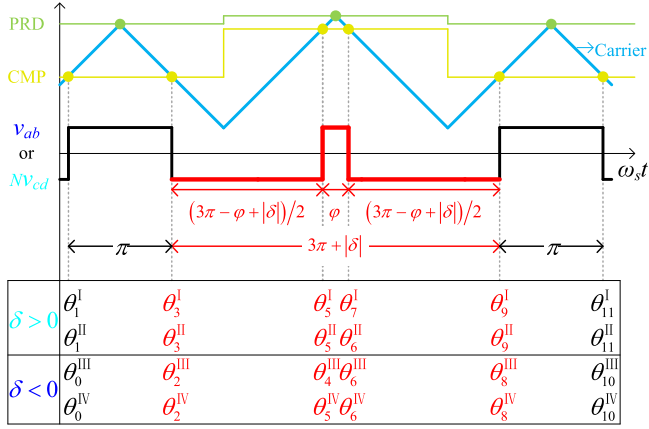 PRD
Carrier
CMP
v_ab
or
Nv_cd
ω_s t
(3π − φ + |δ|)/2 φ (3π − φ + |δ|)/2
π 3π + |δ| π
δ > 0
θ_1^I θ_3^I θ_5^I θ_7^I θ_9^I θ_11^I
θ_1^II θ_3^II θ_5^II θ_6^II θ_9^II θ_11^II
δ < 0
θ_0^III θ_2^III θ_4^III θ_6^III θ_8^III θ_10^III
θ_0^IV θ_2^IV θ_5^IV θ_6^IV θ_8^IV θ_10^IV